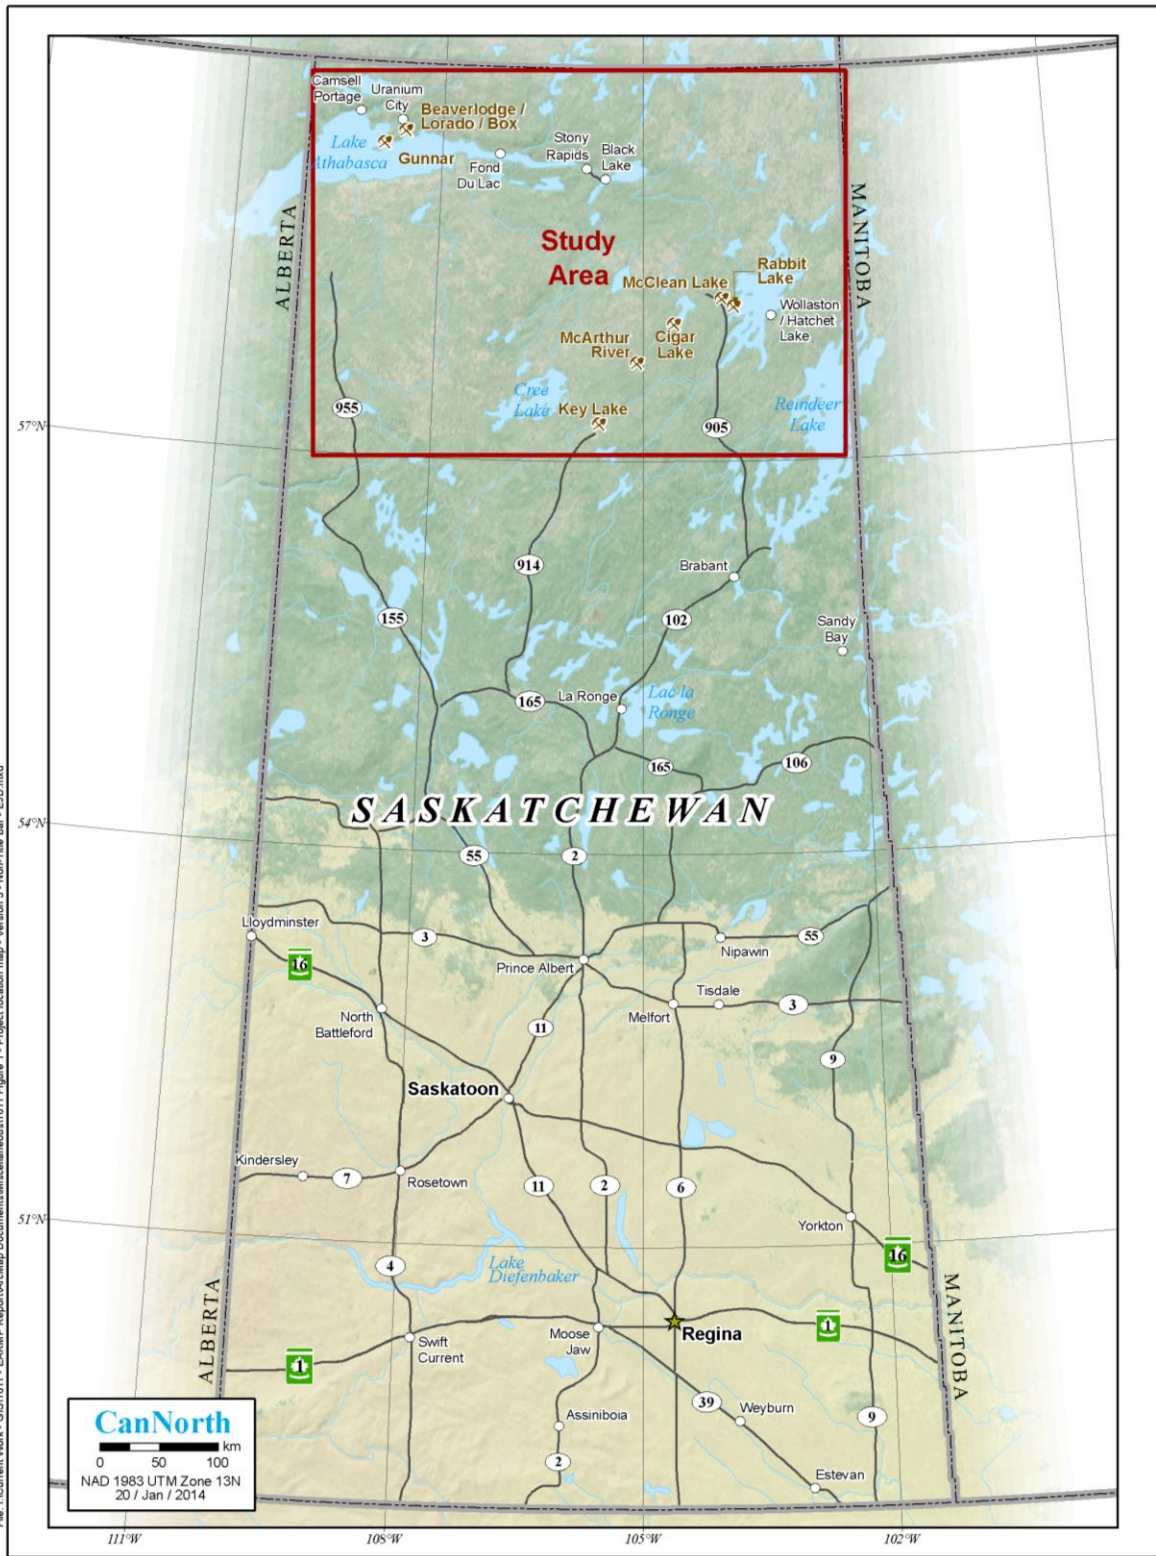 Camsell
Portage
Uranium
City
Beaverlodge /
Lorado / Box
Lake
Athabasca
Gunnar
Fond
Du Lac
Stony
Rapids
Black
Lake
ALBERTA
MANITOBA
Study
Area
McClean Lake
Rabbit
Lake
Wollaston
/ Hatchet
Lake
Cigar
Lake
McArthur
River
Cree
Lake
Key Lake
Reindeer
Lake
955
905
57°N
914
Brabant
155
102
Sandy
Bay
165
La Ronge
Lac la
Ronge
165
106
SASKATCHEWAN
54°N
55
2
Lloydminster
3
16
Prince Albert
Nipawin
55
Tisdale
Melfort
3
North
Battleford
11
9
Saskatoon
Kindersley
7
Rosetown
11
2
6
Yorkton
51°N
16
4
Lake
Diefenbaker
ALBERTA
MANITOBA
1
Swift
Current
Moose
Jaw
Regina
1
39
Weyburn
9
Assiniboia
2
Estevan
CanNorth
km
0 50 100
NAD 1983 UTM Zone 13N
20 / Jan / 2014
111°W 108°W 105°W 102°W